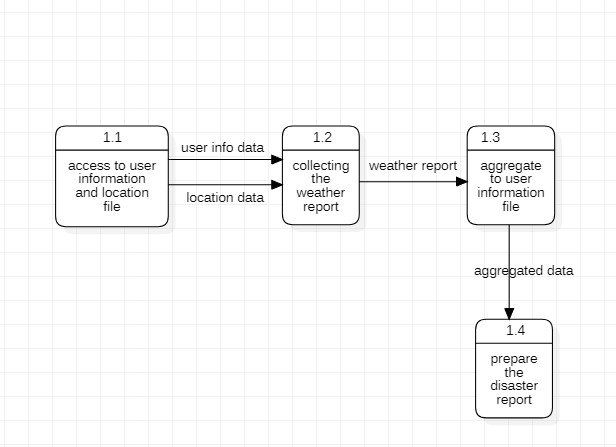 1.1
access to user
information
and location
file
user info data
location data
1.2
collecting
the
weather
report
weather report
1.3
aggregate
to user
information
file
aggregated data
1.4
prepare
the
disaster
report